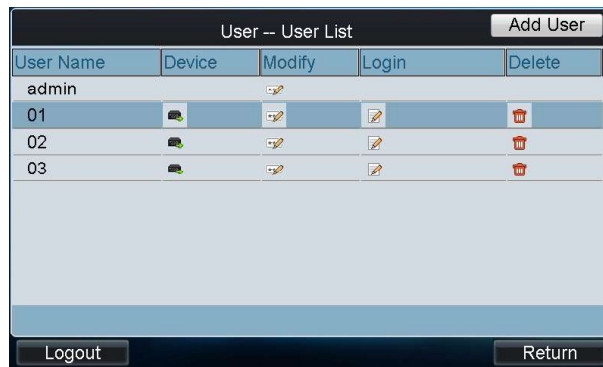 User -- User List Add User
User Name Device Modify Login Delete
admin
01
02
03
Logout Return